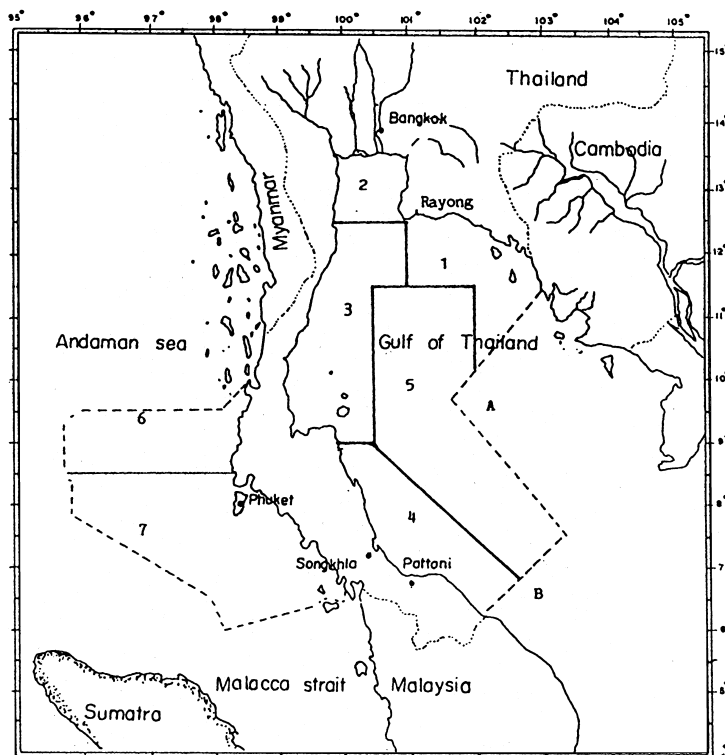 95° 96° 97° 98° 99° 100° 101° 102° 103° 104° 105°
15°
Thailand
14°
Bangkok
Cambodia
2
13°
Rayong
Myanmar
1
12°
3
11°
Andaman sea
Gulf of Thailand
5
A
10°
6
9°
4
8°
Phuket
7
Songkhla
Pattani
7°
B
6°
Malacca strait
Malaysia
5°
Sumatra